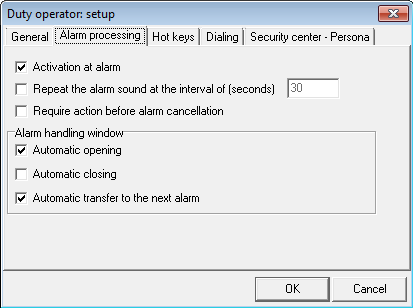 Duty operator: setup
General Alarm processing Hot keys Dialing Security center - Persona
Activation at alarm
Repeat the alarm sound at the interval of (seconds) 30
Require action before alarm cancellation
Alarm handling window
Automatic opening
Automatic closing
Automatic transfer to the next alarm
OK Cancel